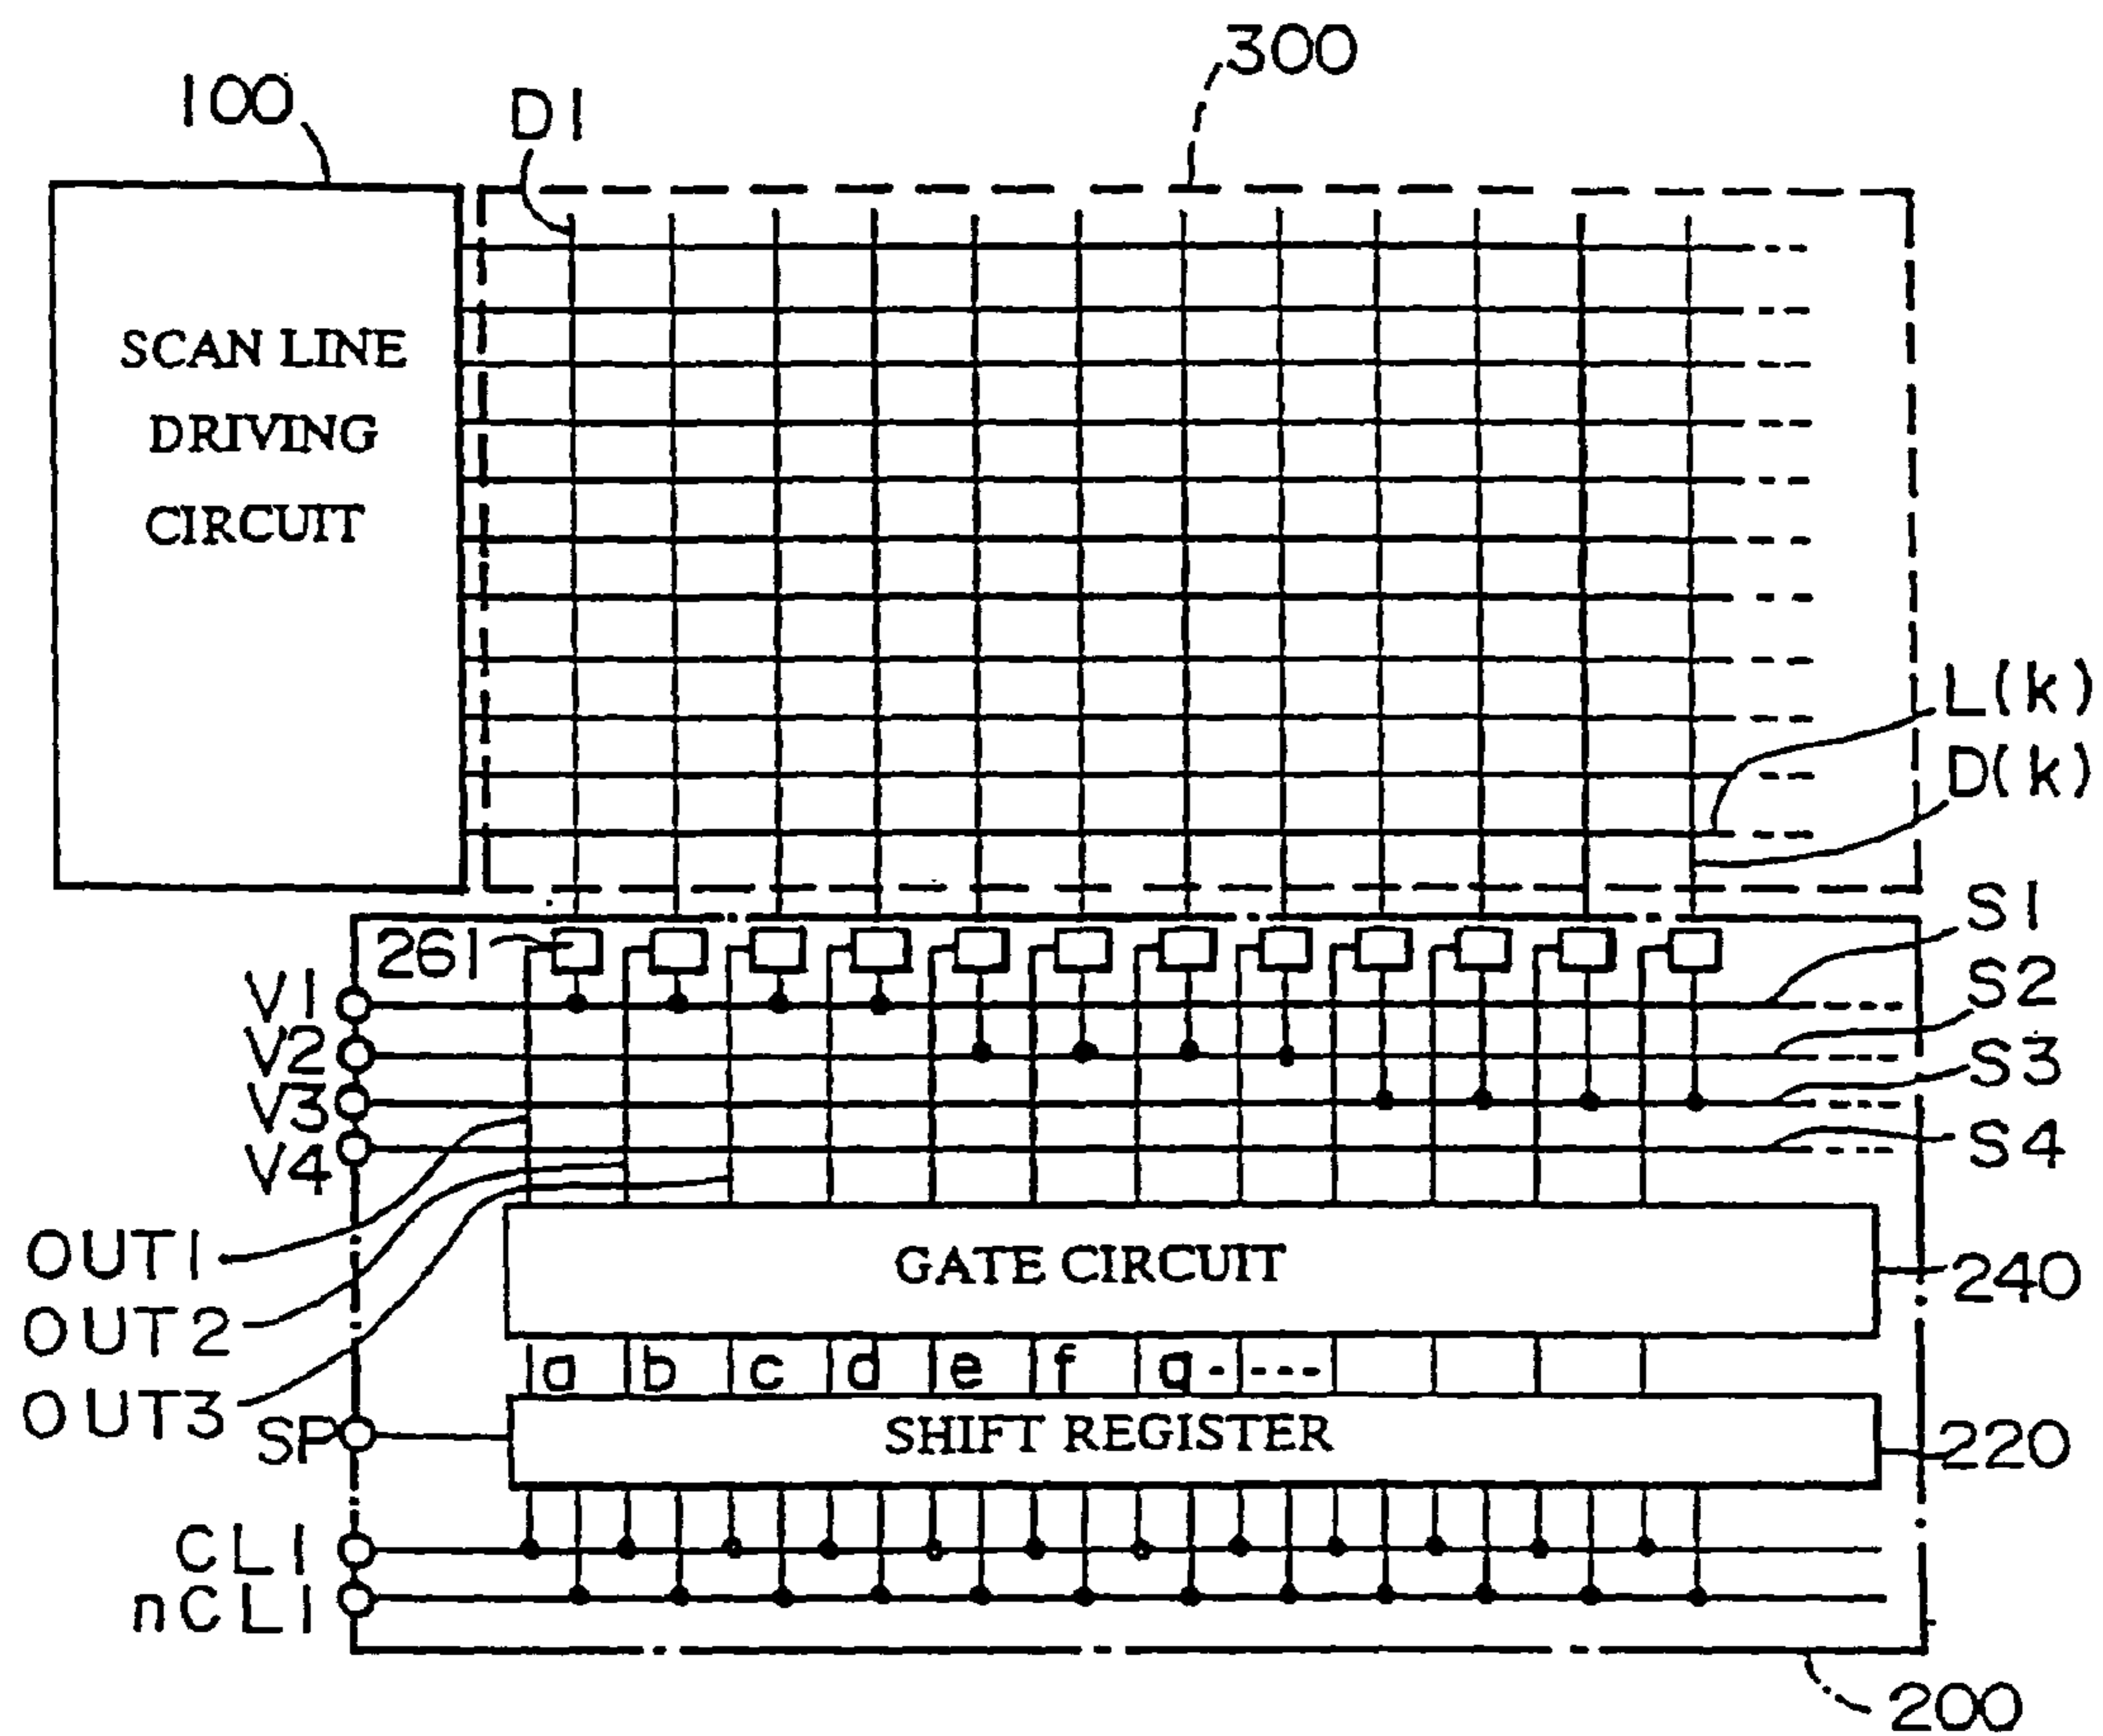 300
100
D1
SCAN LINE
DRIVING
CIRCUIT
L(k)
D(k)
S1
261
V1
S2
V2
S3
V3
S4
V4
OUT1
GATE CIRCUIT
240
OUT2
a b c d e f g
OUT3
SP
SHIFT REGISTER
220
CL1
nCL1
200